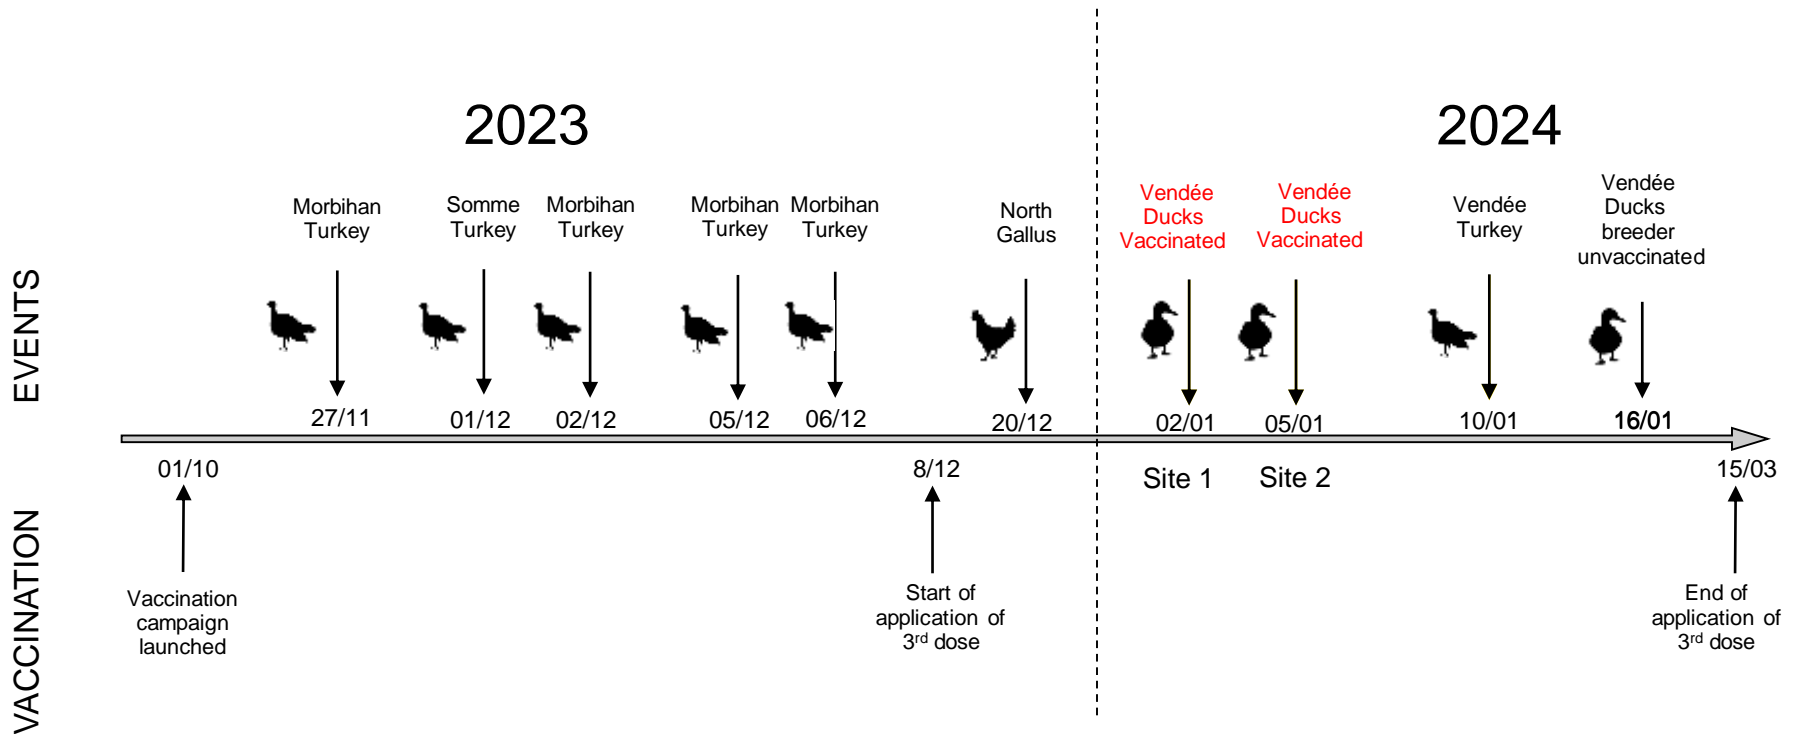 2023
2024
EVENTS
Morbihan
Turkey
Somme
Turkey
Morbihan
Turkey
Morbihan
Turkey
Morbihan
Turkey
North
Gallus
Vendée
Ducks
Vaccinated
Vendée
Ducks
Vaccinated
Vendée
Turkey
Vendée
Ducks
breeder
unvaccinated
27/11
01/12
02/12
05/12
06/12
20/12
02/01
05/01
10/01
16/01
01/10
8/12
Site 1
Site 2
15/03
VACCINATION
Vaccination
campaign
launched
Start of
application of
3rd dose
End of
application of
3rd dose